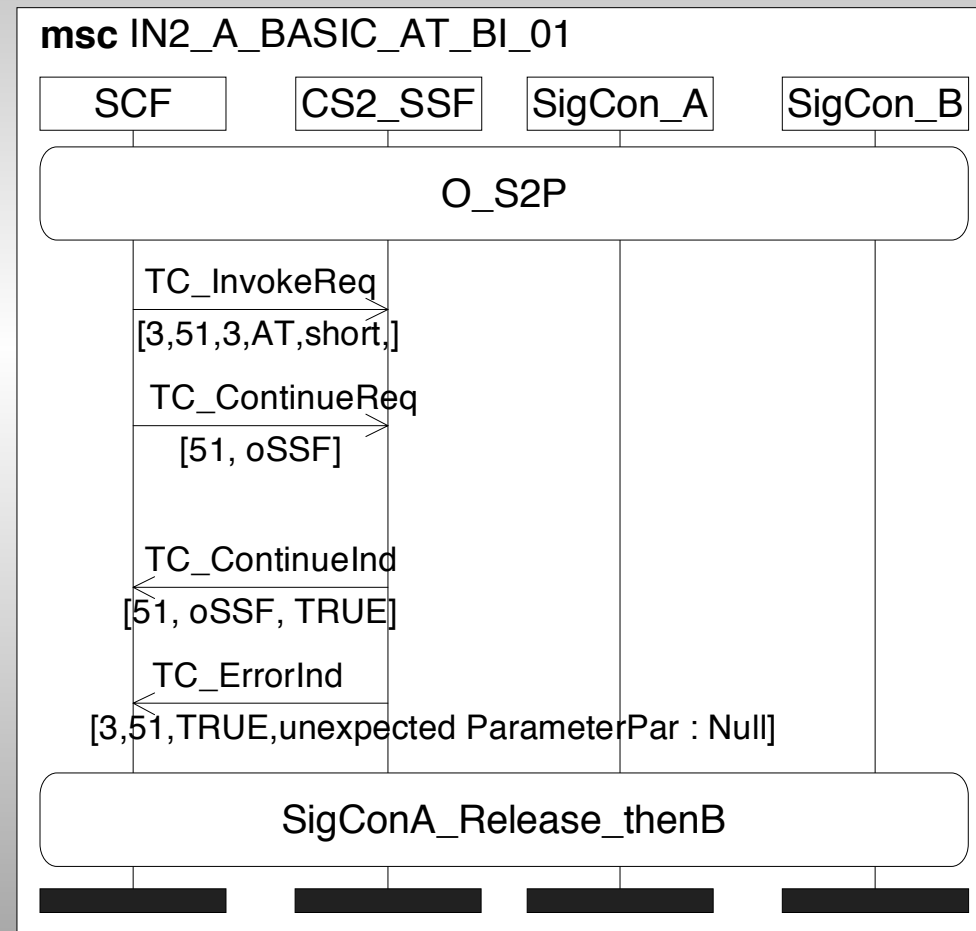 msc IN2_A_BASIC_AT_BI_01
SCF CS2_SSF SigCon_A SigCon_B
O_S2P
TC_InvokeReq
[3,51,3,AT,short,]
TC_ContinueReq
[51, oSSF]
TC_ContinueInd
[51, oSSF, TRUE]
TC_ErrorInd
[3,51,TRUE,unexpected ParameterPar : Null]
SigConA_Release_thenB